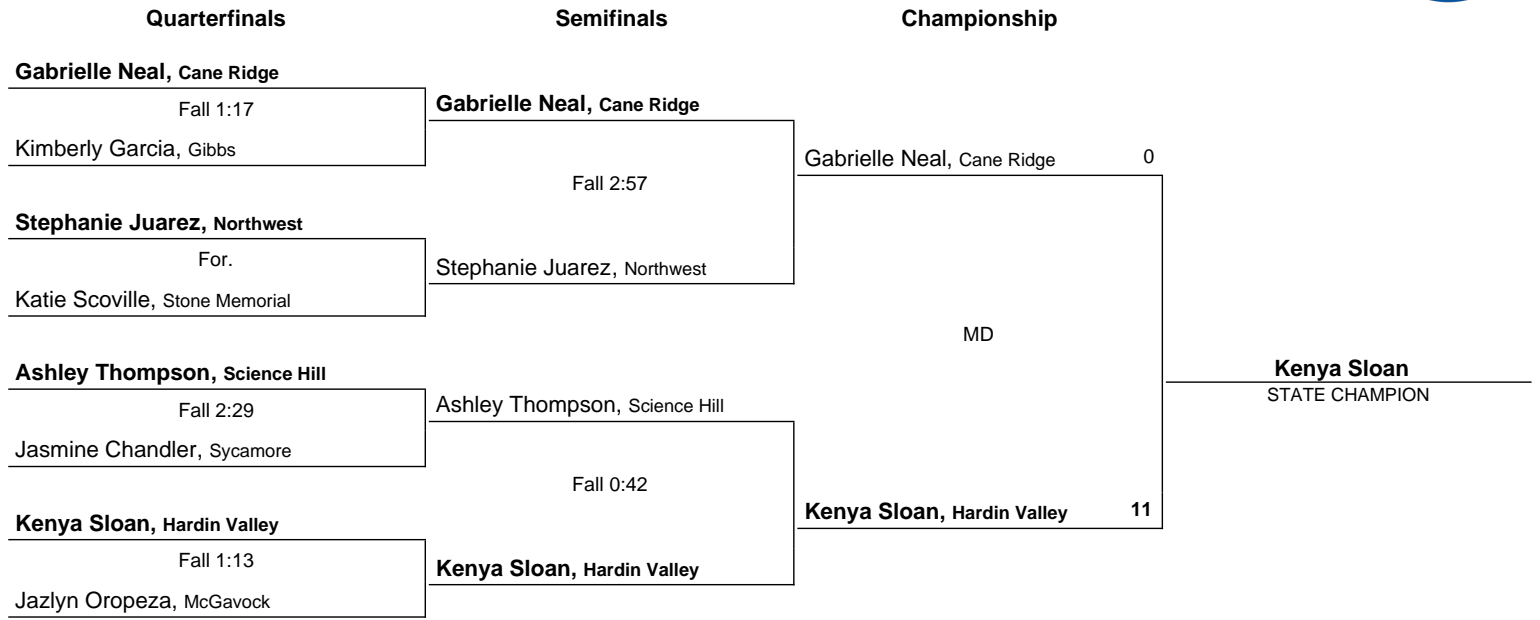 Quarterfinals Semifinals Championship
Gabrielle Neal, Cane Ridge
Fall 1:17
Kimberly Garcia, Gibbs
Stephanie Juarez, Northwest
For.
Katie Scoville, Stone Memorial
Ashley Thompson, Science Hill
Fall 2:29
Jasmine Chandler, Sycamore
Kenya Sloan, Hardin Valley
Fall 1:13
Jazlyn Oropeza, McGavock
Gabrielle Neal, Cane Ridge
Fall 2:57
Stephanie Juarez, Northwest
Ashley Thompson, Science Hill
Fall 0:42
Kenya Sloan, Hardin Valley
Gabrielle Neal, Cane Ridge 0
MD
Kenya Sloan, Hardin Valley 11
Kenya Sloan
STATE CHAMPION